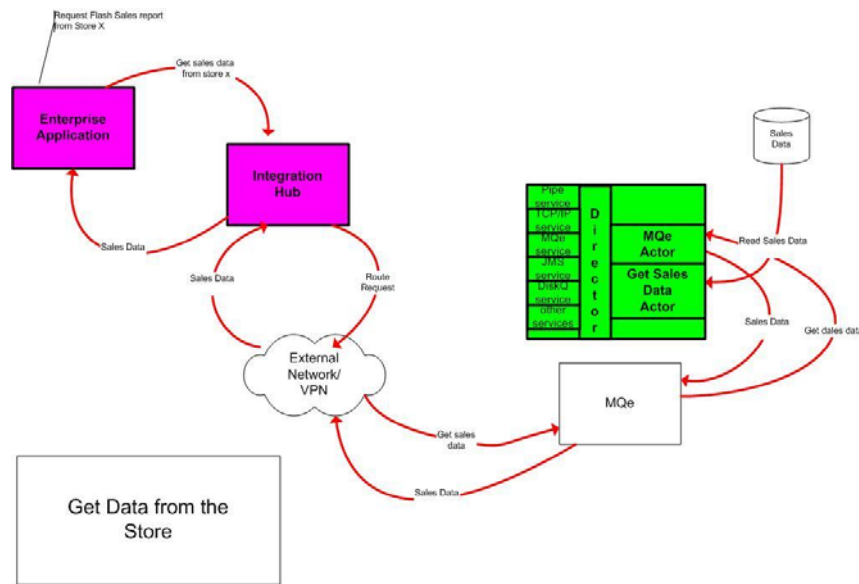 Request Flash Sales report
from Store X
Get sales data
from store x
Enterprise
Application
Integration
Hub
Sales Data
Sales Data
Route
Request
External
Network/
VPN
Get sales
data
Sales Data
MQe
Sales
Data
Pipe
service
TCP/IP
service
MQe
service
JMS
service
DiskQ
service
other
services
Director
MQe
Actor
Get Sales
Data
Actor
Read Sales Data
Sales Data
Get dales data
Get Data from the
Store